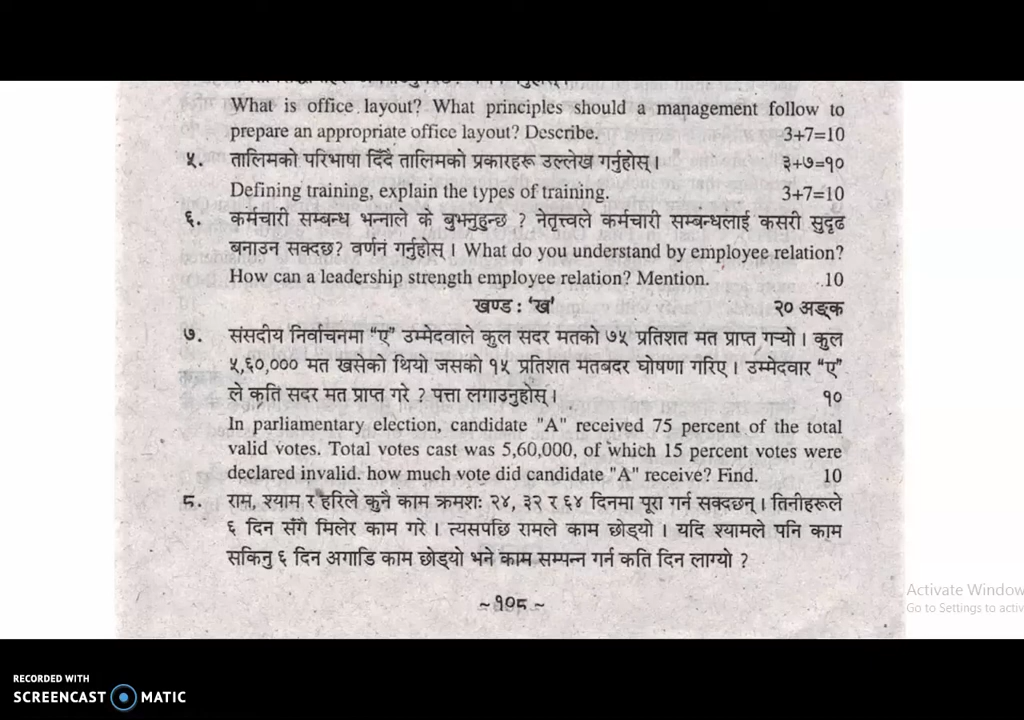 What is office layout? What principles should a management follow to
prepare an appropriate office layout? Describe. 3+7=10
५. तालिमको परिभाषा दिँदै तालिमको प्रकारहरू उल्लेख गर्नुहोस् । ३+७=१०
Defining training, explain the types of training. 3+7=10
६. कर्मचारी सम्बन्ध भन्नाले के बुझ्नुहुन्छ ? नेतृत्त्वले कर्मचारी सम्बन्धलाई कसरी सुदृढ
बनाउन सक्दछ? वर्णन गर्नुहोस् । What do you understand by employee relation?
How can a leadership strength employee relation? Mention. 10
खण्ड : ‘ख’ २० अङ्क
७. संसदीय निर्वाचनमा “ए” उम्मेदवाले कुल सदर मतको ७५ प्रतिशत मत प्राप्त गऱ्यो । कुल
५,६०,००० मत खसेको थियो जसको १५ प्रतिशत मतबदर घोषणा गरिए । उम्मेदवार “ए”
ले कति सदर मत प्राप्त गरे ? पत्ता लगाउनुहोस् । १०
In parliamentary election, candidate "A" received 75 percent of the total
valid votes. Total votes cast was 5,60,000, of which 15 percent votes were
declared invalid. how much vote did candidate "A" receive? Find. 10
८. राम, श्याम र हरिले कुनै काम क्रमशः २४, ३२ र ६४ दिनमा पूरा गर्न सक्दछन् । तिनीहरूले
६ दिन सँगै मिलेर काम गरे । त्यसपछि रामले काम छोड्यो । यदि श्यामले पनि काम
सकिनु ६ दिन अगाडि काम छोड्यो भने काम सम्पन्न गर्न कति दिन लाग्यो ?
~१०८~
Activate Window
Go to Settings to activ
RECORDED WITH
SCREENCAST MATIC